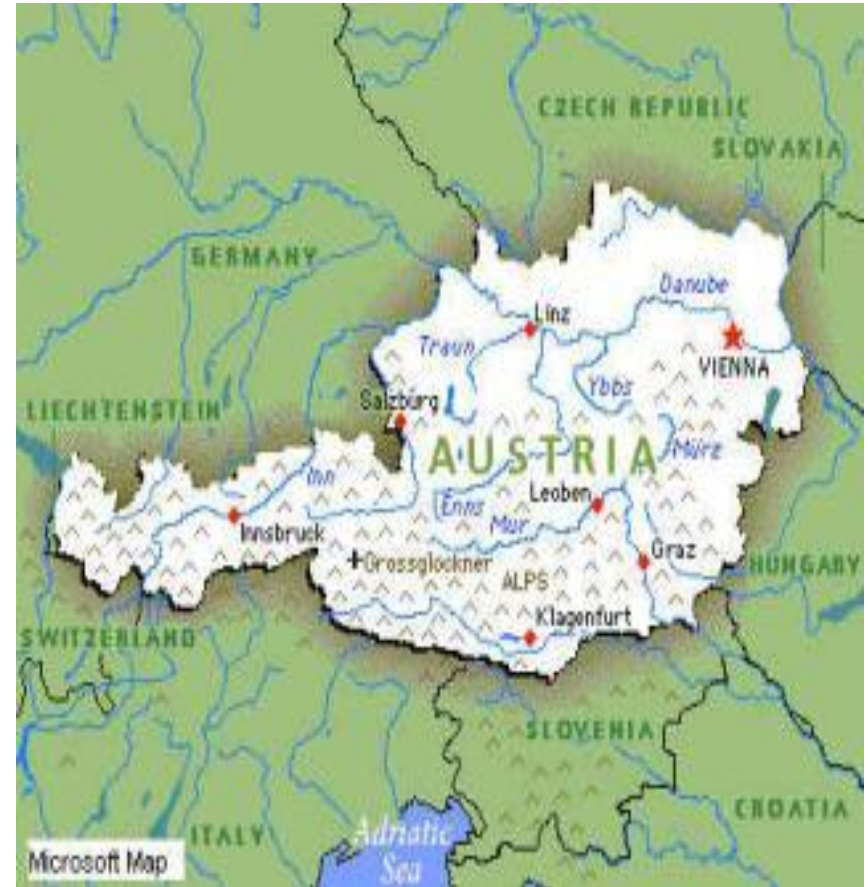 CZECH REPUBLIC
SLOVAKIA
GERMANY
Danube
Linz
Traun
VIENNA
Ybbs
Salzburg
LIECHTENSTEIN
AUSTRIA
Mürz
Inn
Enns
Leoben
Mur
Innsbruck
Graz
Grossglockner
HUNGARY
ALPS
Klagenfurt
SWITZERLAND
SLOVENIA
CROATIA
ITALY
Adriatic
Sea
Microsoft Map